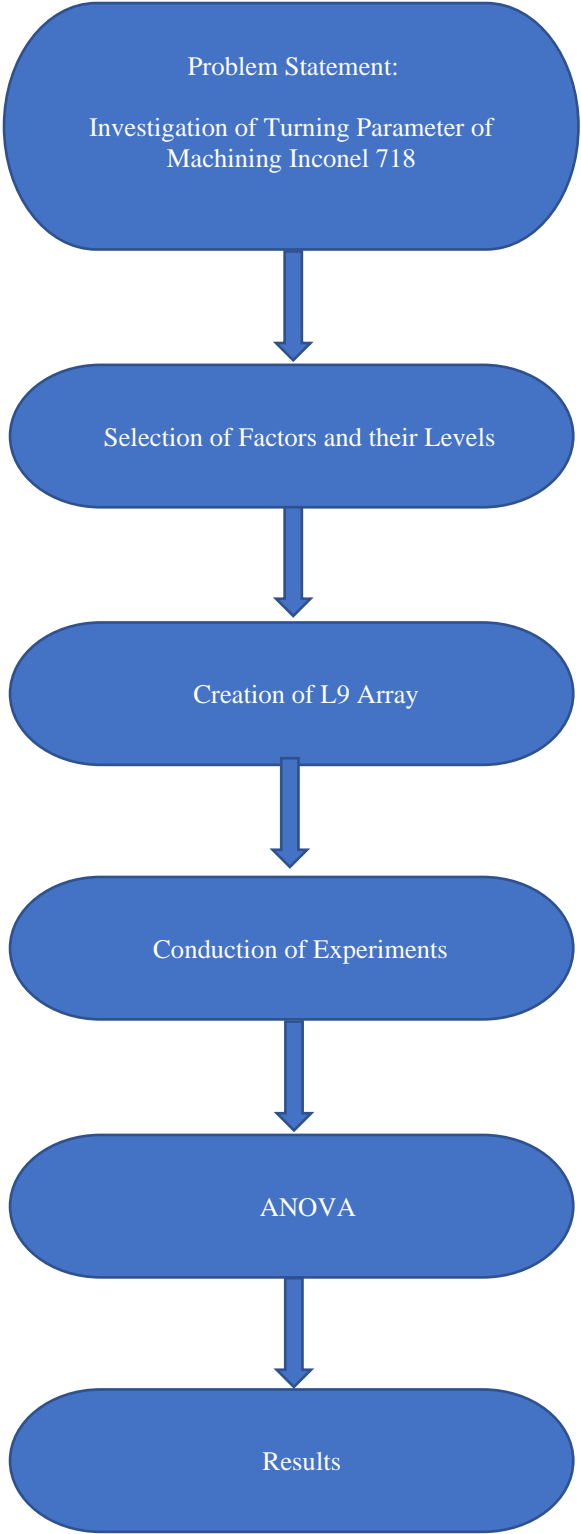 Problem Statement:
Investigation of Turning Parameter of
Machining Inconel 718
Selection of Factors and their Levels
Creation of L9 Array
Conduction of Experiments
ANOVA
Results